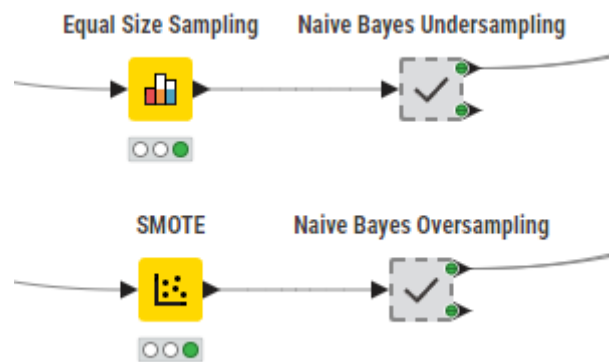 Equal Size Sampling
Naive Bayes Undersampling
SMOTE
Naive Bayes Oversampling